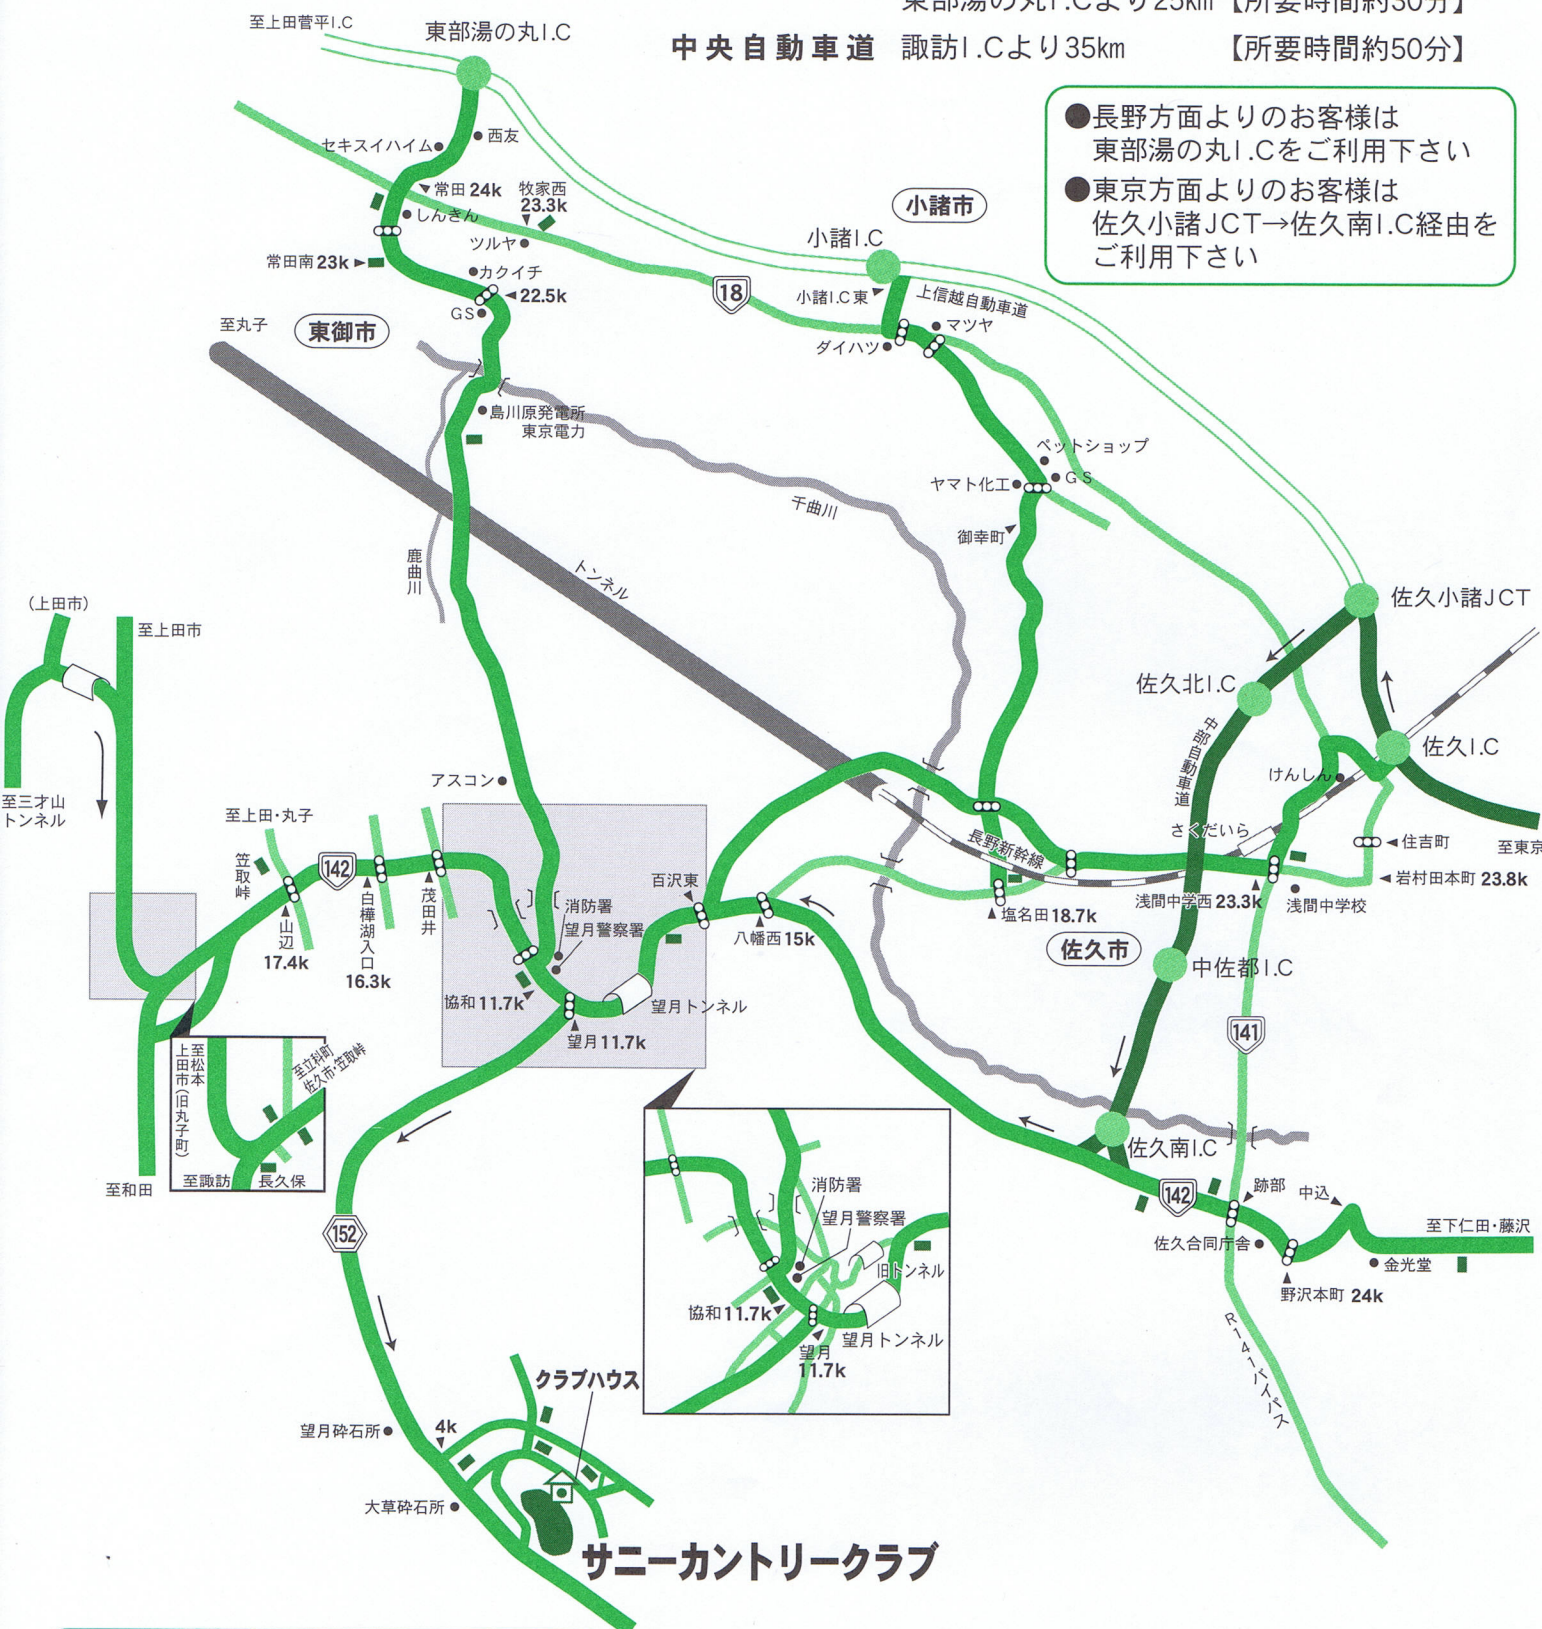 東部湯の丸I.Cより25km【所要時間約30分】
中央自動車道 諏訪I.Cより35km 【所要時間約50分】
●長野方面よりのお客様は
東部湯の丸I.Cをご利用下さい
●東京方面よりのお客様は
佐久小諸JCT→佐久南I.C経由を
ご利用下さい
至上田菅平I.C
東部湯の丸I.C
西友
セキスイハイム
常田 24k
牧家西
23.3k
しんきん
ツルヤ
常田南 23k
カクイチ
22.5k
GS
18
小諸市
小諸I.C
小諸I.C東
上信越自動車道
マツヤ
ダイハツ
至丸子
東御市
島川原発電所
東京電力
ペットショップ
GS
ヤマト化工
御幸町
千曲川
鹿曲川
トンネル
佐久小諸JCT
佐久北I.C
中部自動車道
佐久I.C
けんしん
さくだいら
住吉町
至東京
岩村田本町 23.8k
浅間中学西 23.3k
浅間中学校
長野新幹線
塩名田 18.7k
佐久市
中佐都I.C
141
(上田市)
至上田市
至三才山
トンネル
アスコン
至上田・丸子
笠取峠
142
山辺
17.4k
白樺湖入口
16.3k
茂田井
消防署
望月警察署
百沢東
八幡西 15k
協和 11.7k
望月トンネル
望月 11.7k
至松本
上田市(旧丸子町)
至立科町
佐久市・笠取峠
至諏訪
長久保
至和田
152
消防署
望月警察署
旧トンネル
協和 11.7k
望月トンネル
望月
11.7k
佐久南I.C
142
跡部
中込
至下仁田・藤沢
佐久合同庁舎
金光堂
野沢本町 24k
R141バイパス
クラブハウス
望月砕石所
4k
大草砕石所
サニーカントリークラブ